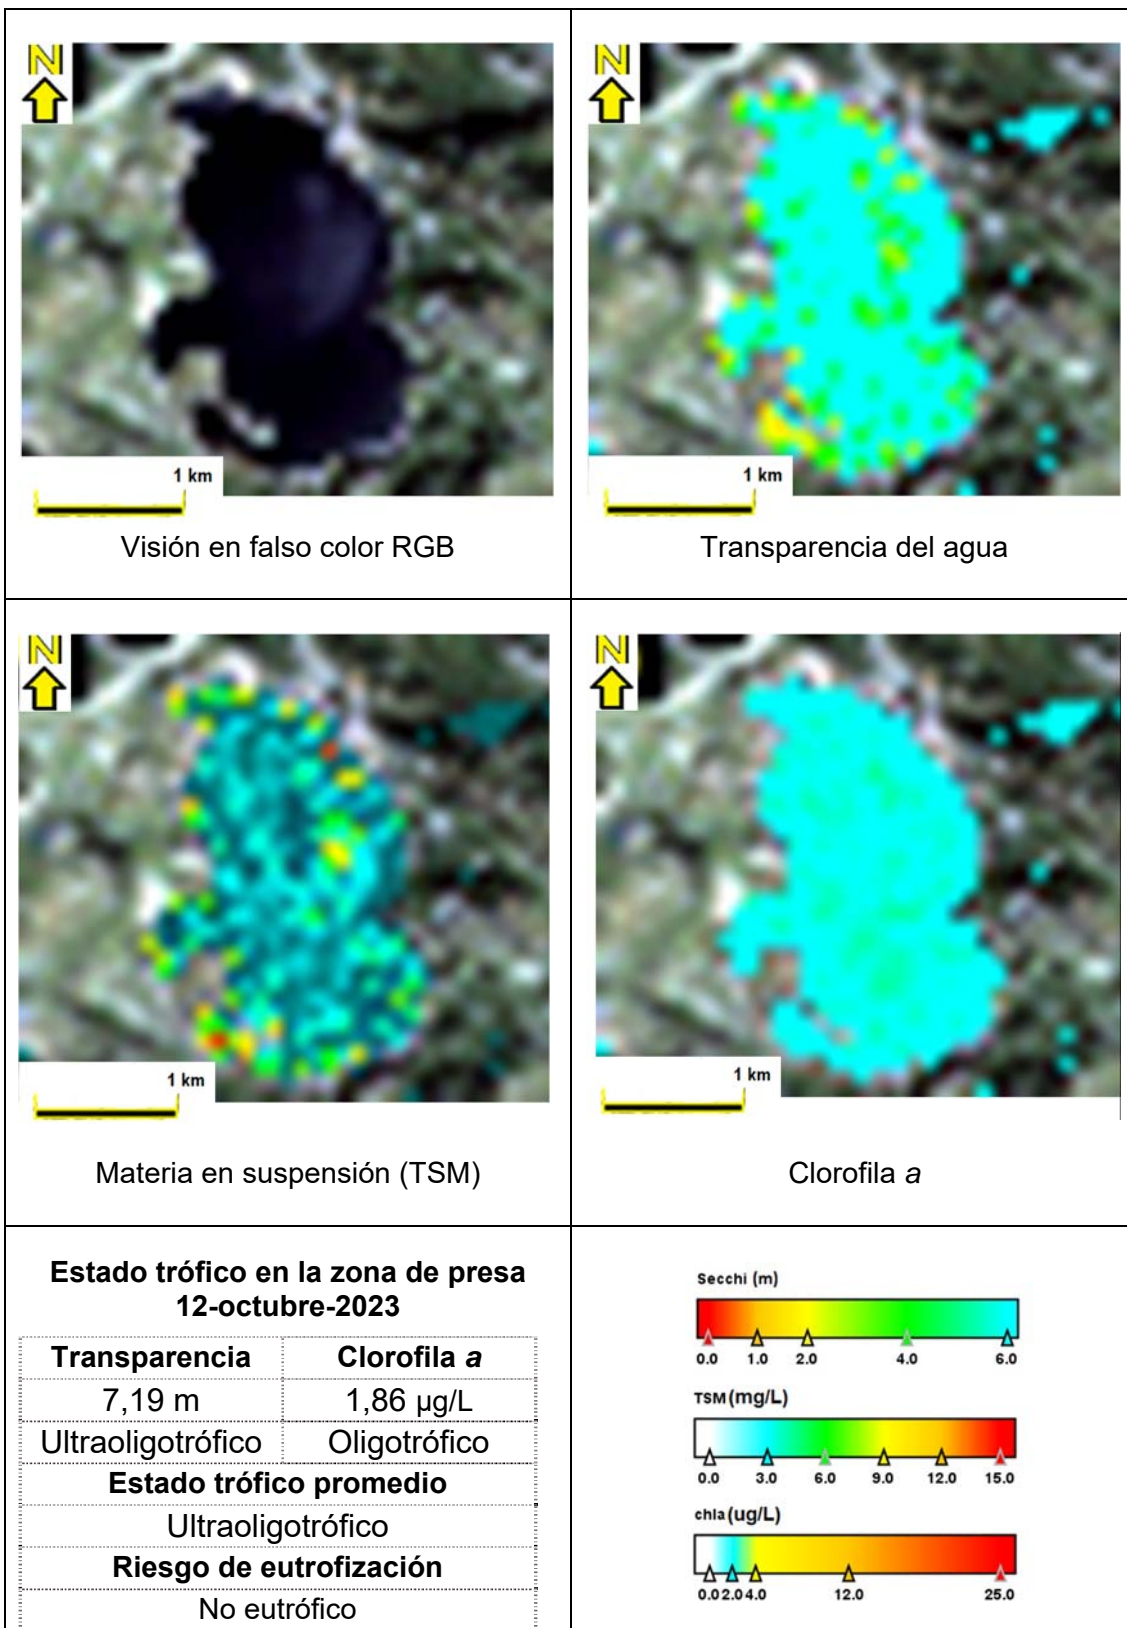 N
1 km
Visión en falso color RGB
N
1 km
Transparencia del agua
N
1 km
Materia en suspensión (TSM)
N
1 km
Clorofila a
Estado trófico en la zona de presa
12-octubre-2023
Transparencia Clorofila a
7,19 m 1,86 µg/L
Ultraoligotrófico Oligotrófico
Estado trófico promedio
Ultraoligotrófico
Riesgo de eutrofización
No eutrófico
Secchi (m)
0.0 1.0 2.0 4.0 6.0
TSM (mg/L)
0.0 3.0 6.0 9.0 12.0 15.0
chla (ug/L)
0.0 2.0 4.0 12.0 25.0